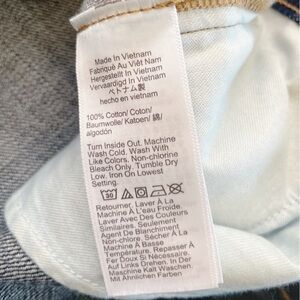 Made In Vietnam
Fabriqué Au Viêt Nam
Hergestellt In Vietnam
Vervaardigd In Vietnam
ベトナム製
hecho en vietnam
100% Cotton/ Coton/
Baumwolle/ Katoen/ 綿/
algodón
Turn Inside Out. Machine
Wash Cold. Wash With
Like Colors. Non-chlorine
Bleach Only. Tumble Dry
Low. Iron On Lowest
Setting.
Retourner. Laver À La
Machine À L'eau Froide.
Laver Avec Des Couleurs
Similaires. Seulement
Agent De Blanchiment
Non-chlore. Sécher À La
Machine À Basse
Température. Repasser À
Fer Doux Si Nécessaire.
Auf Links Drehen. In Der
Maschine Kalt Waschen.
Mit Ähnlichen Farben